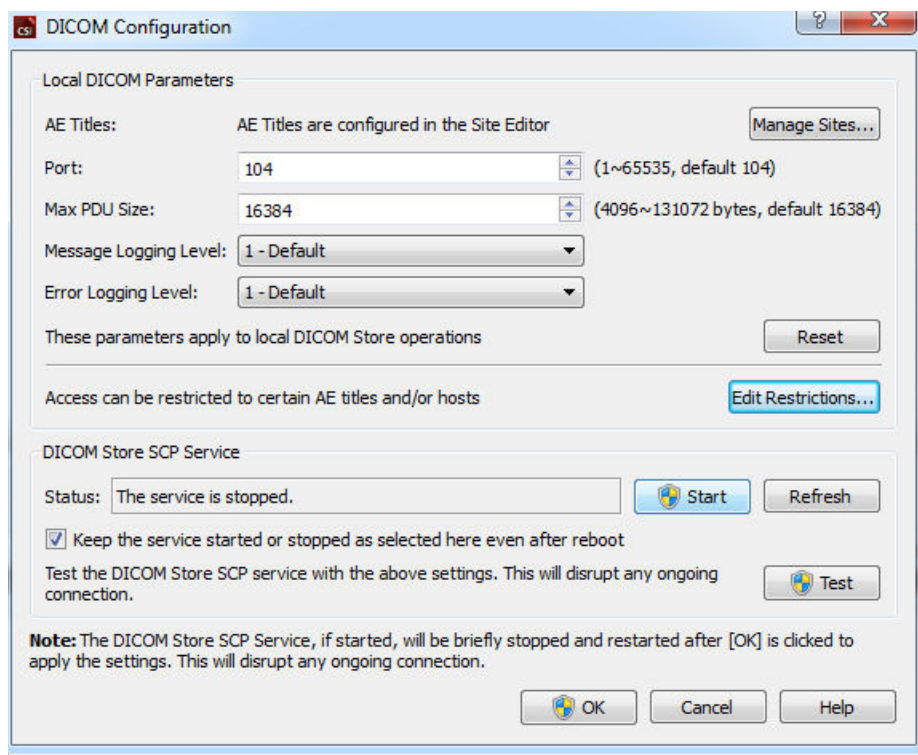 CSI DICOM Configuration ?
Local DICOM Parameters
AE Titles: AE Titles are configured in the Site Editor Manage Sites...
Port: 104 (1~65535, default 104)
Max PDU Size: 16384 (4096~131072 bytes, default 16384)
Message Logging Level: 1 - Default
Error Logging Level: 1 - Default
These parameters apply to local DICOM Store operations Reset
Access can be restricted to certain AE titles and/or hosts Edit Restrictions...
DICOM Store SCP Service
Status: The service is stopped. Start Refresh
Keep the service started or stopped as selected here even after reboot
Test the DICOM Store SCP service with the above settings. This will disrupt any ongoing
connection. Test
Note: The DICOM Store SCP Service, if started, will be briefly stopped and restarted after [OK] is clicked to
apply the settings. This will disrupt any ongoing connection.
OK Cancel Help